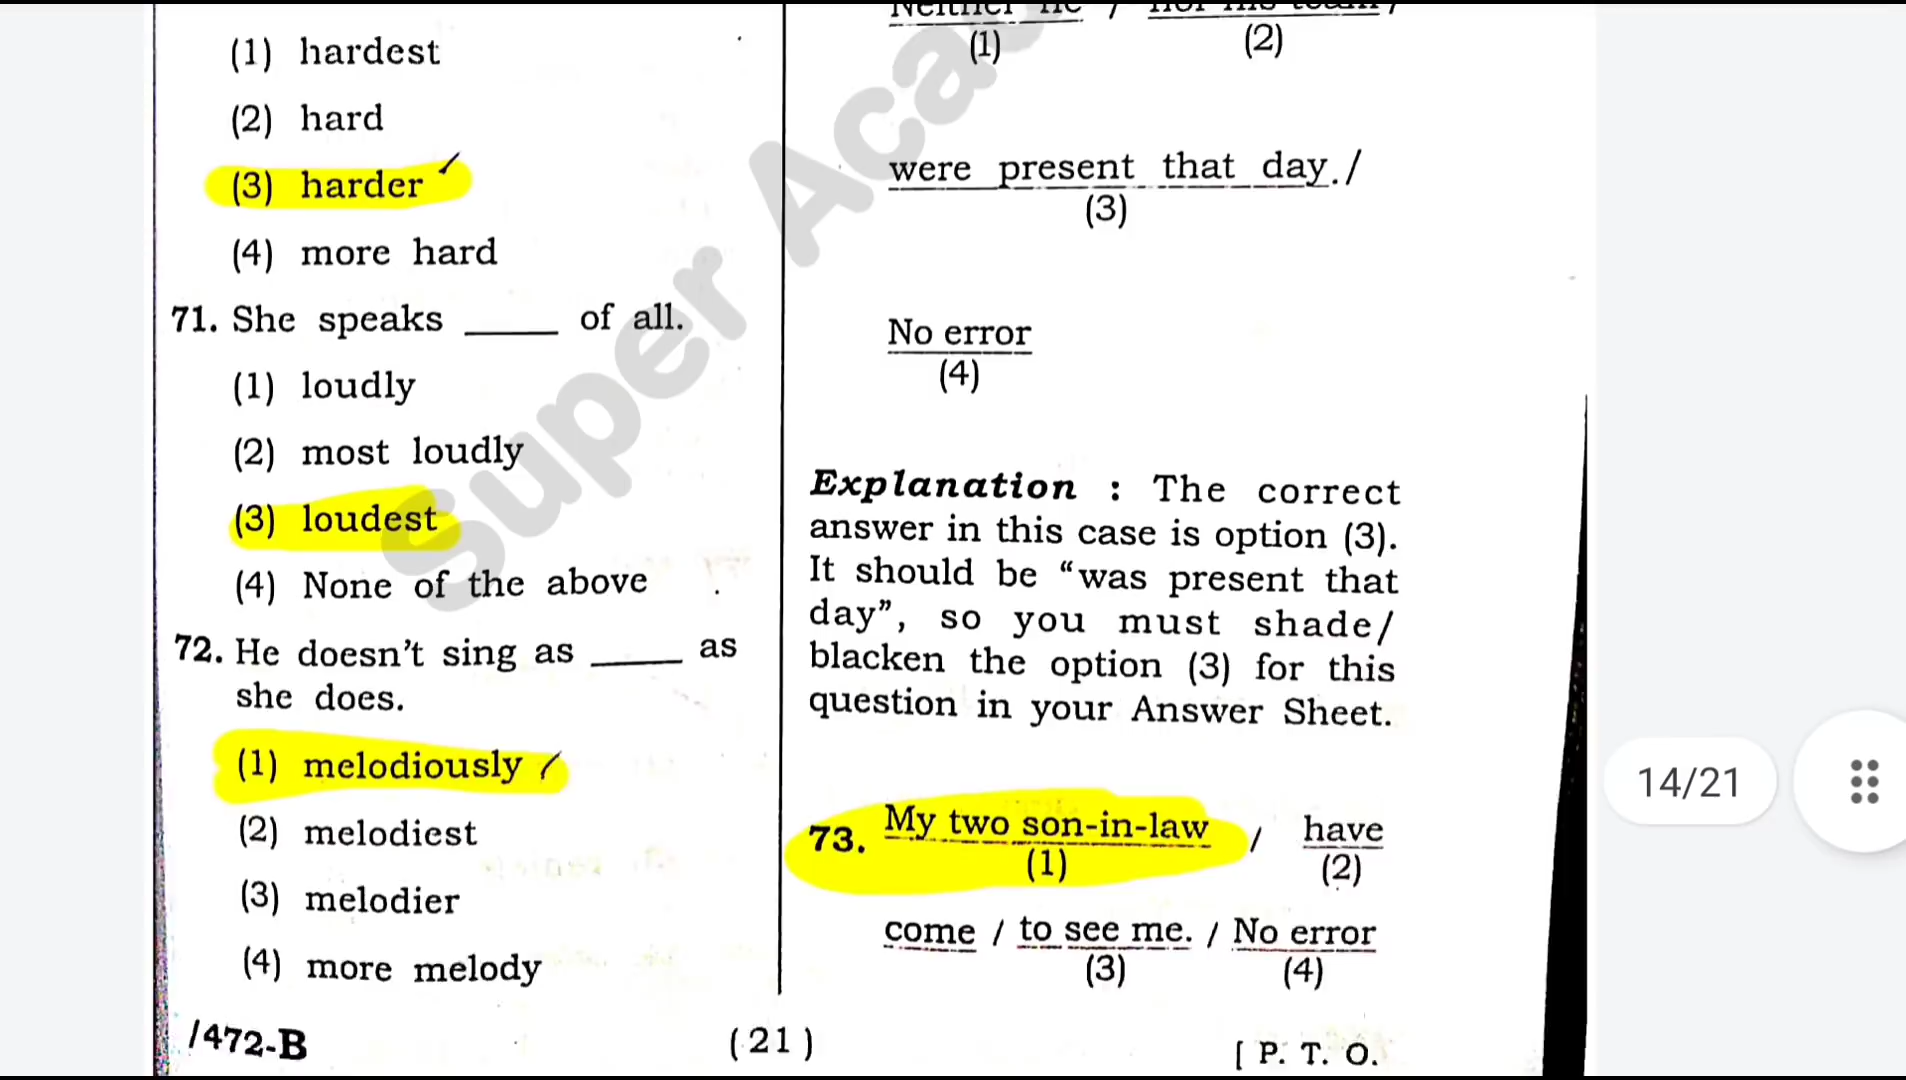 (1) hardest
(2) hard
(3) harder
(4) more hard
71. She speaks _____ of all.
(1) loudly
(2) most loudly
(3) loudest
(4) None of the above
72. He doesn't sing as _____ as
she does.
(1) melodiously
(2) melodiest
(3) melodier
(4) more melody
/472-B
(21)
Neither he / nor his team /
(1) (2)
were present that day. /
(3)
No error
(4)
Explanation : The correct
answer in this case is option (3).
It should be “was present that
day”, so you must shade/
blacken the option (3) for this
question in your Answer Sheet.
73. My two son-in-law / have
(1) (2)
come / to see me. / No error
(3) (4)
[ P. T. O.
Super Aca
14/21